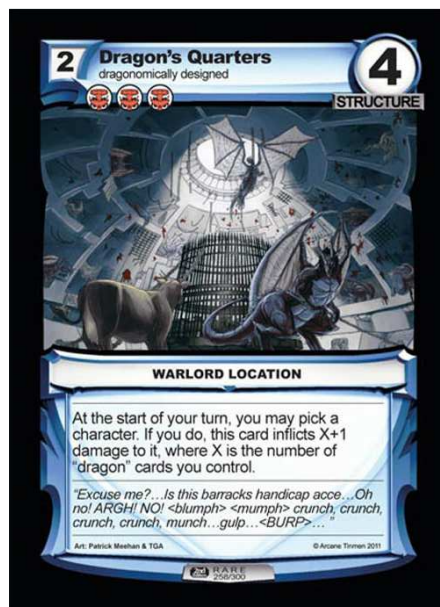 2
Dragon's Quarters
dragonomically designed
4
STRUCTURE
WARLORD LOCATION
At the start of your turn, you may pick a
character. If you do, this card inflicts X+1
damage to it, where X is the number of
"dragon" cards you control.
"Excuse me?...Is this barracks handicap acce...Oh
no! ARGH! NO! <blumph> <mumph> crunch, crunch,
crunch, crunch, munch...gulp...<BURP>... "
Art: Patrick Meehan & TGA
© Arcane Tinmen 2011
2nd
RARE
258/300